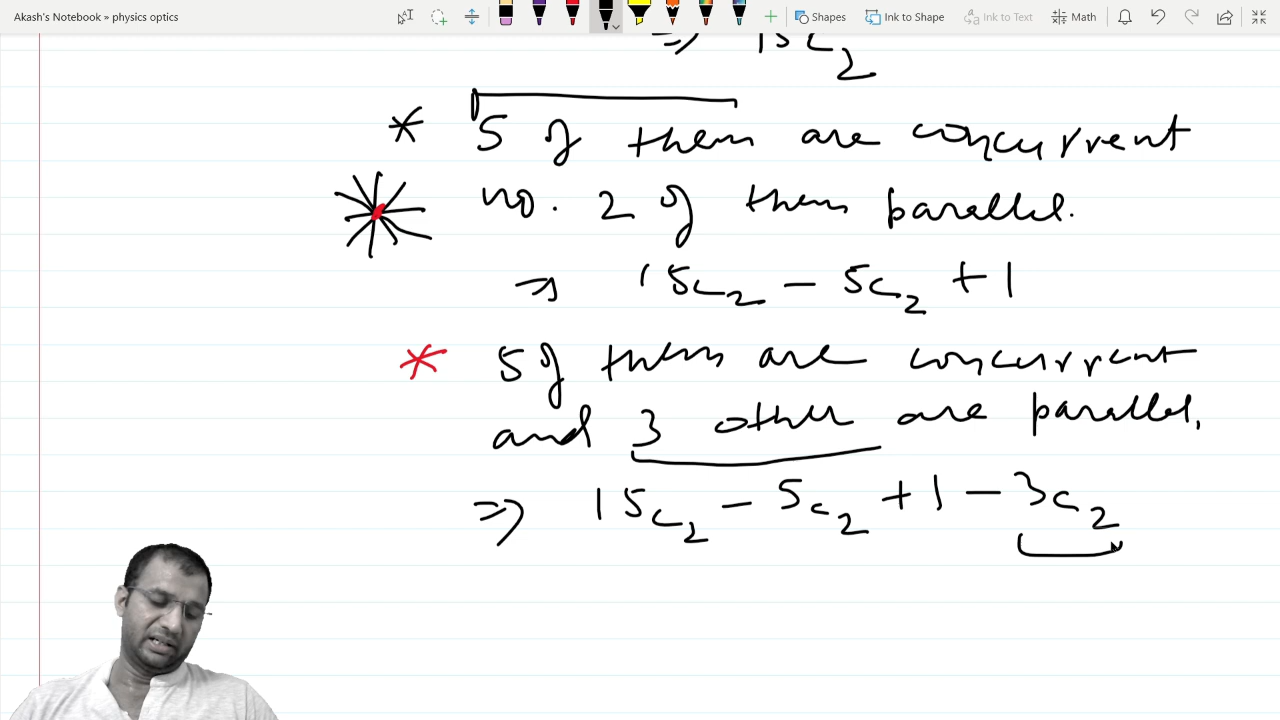 Akash's Notebook » physics optics
Shapes Ink to Shape Ink to Text Math
⇒ 15c₂
* 5 of them are concurrent
no. 2 of them parallel.
⇒ 15c₂ - 5c₂ + 1
* 5 of them are concurrent
and 3 other are parallel.
⇒ 15c₂ - 5c₂ + 1 - 3c₂